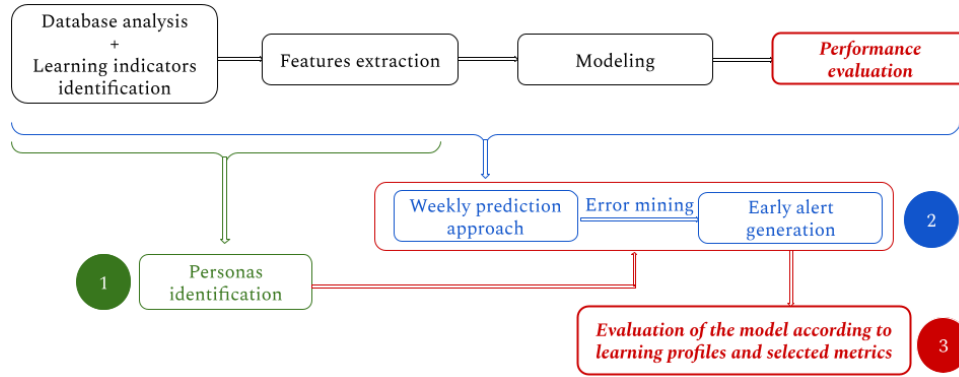 Database analysis
+
Learning indicators
identification
Features extraction
Modeling
Performance
evaluation
Weekly prediction
approach
Error mining
Early alert
generation
2
1
Personas
identification
Evaluation of the model according to
learning profiles and selected metrics
3